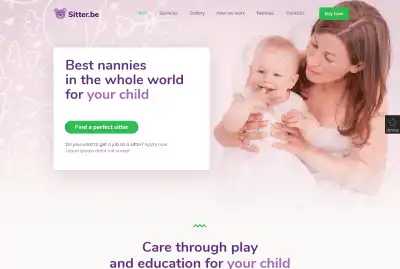 Sitter.be
Services
Gallery
How we work
Nannies
Contacts
Buy now
Best nannies
in the whole world
for your child
Find a perfect sitter
Do you want to get a job as a sitter? Apply now
Care through play
and education for your child